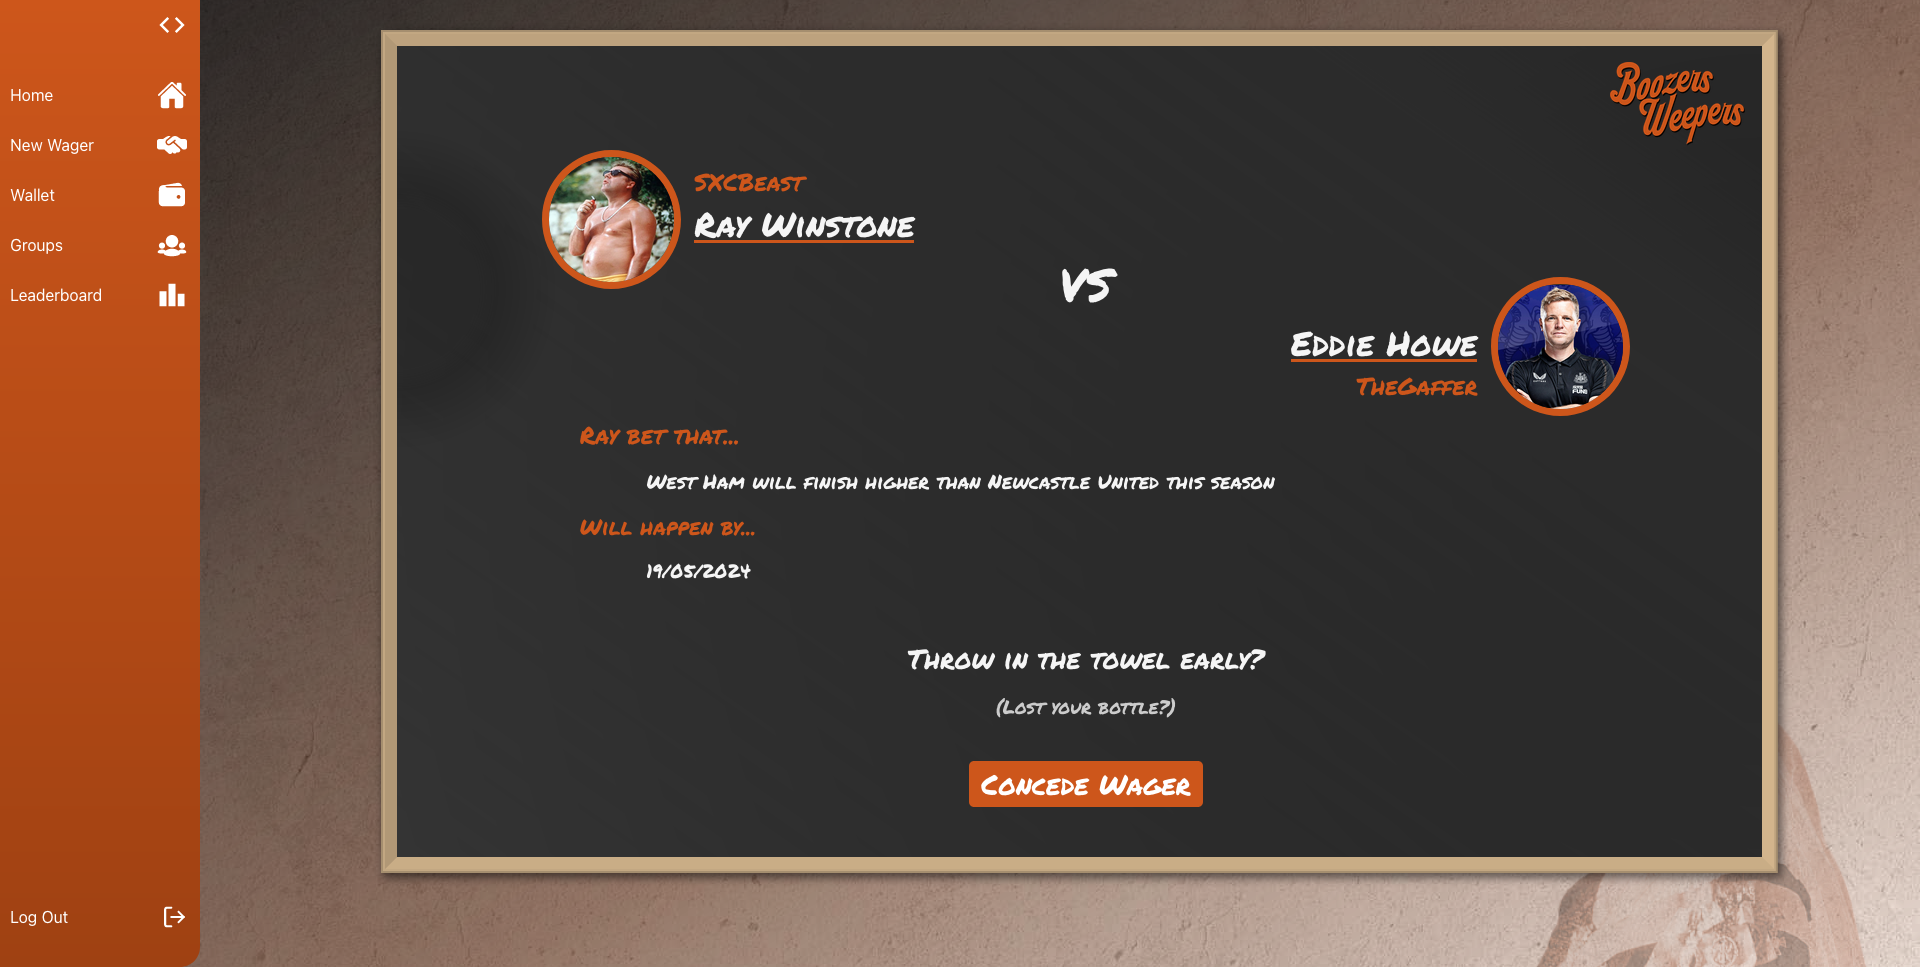 Home
New Wager
Wallet
Groups
Leaderboard
Log Out
Boozers
Weepers
SXCBeast
Ray Winstone
VS
Eddie Howe
TheGaffer
Ray bet that...
West Ham will finish higher than Newcastle United this season
Will happen by...
19/05/2024
Throw in the towel early?
(Lost your bottle?)
Concede Wager